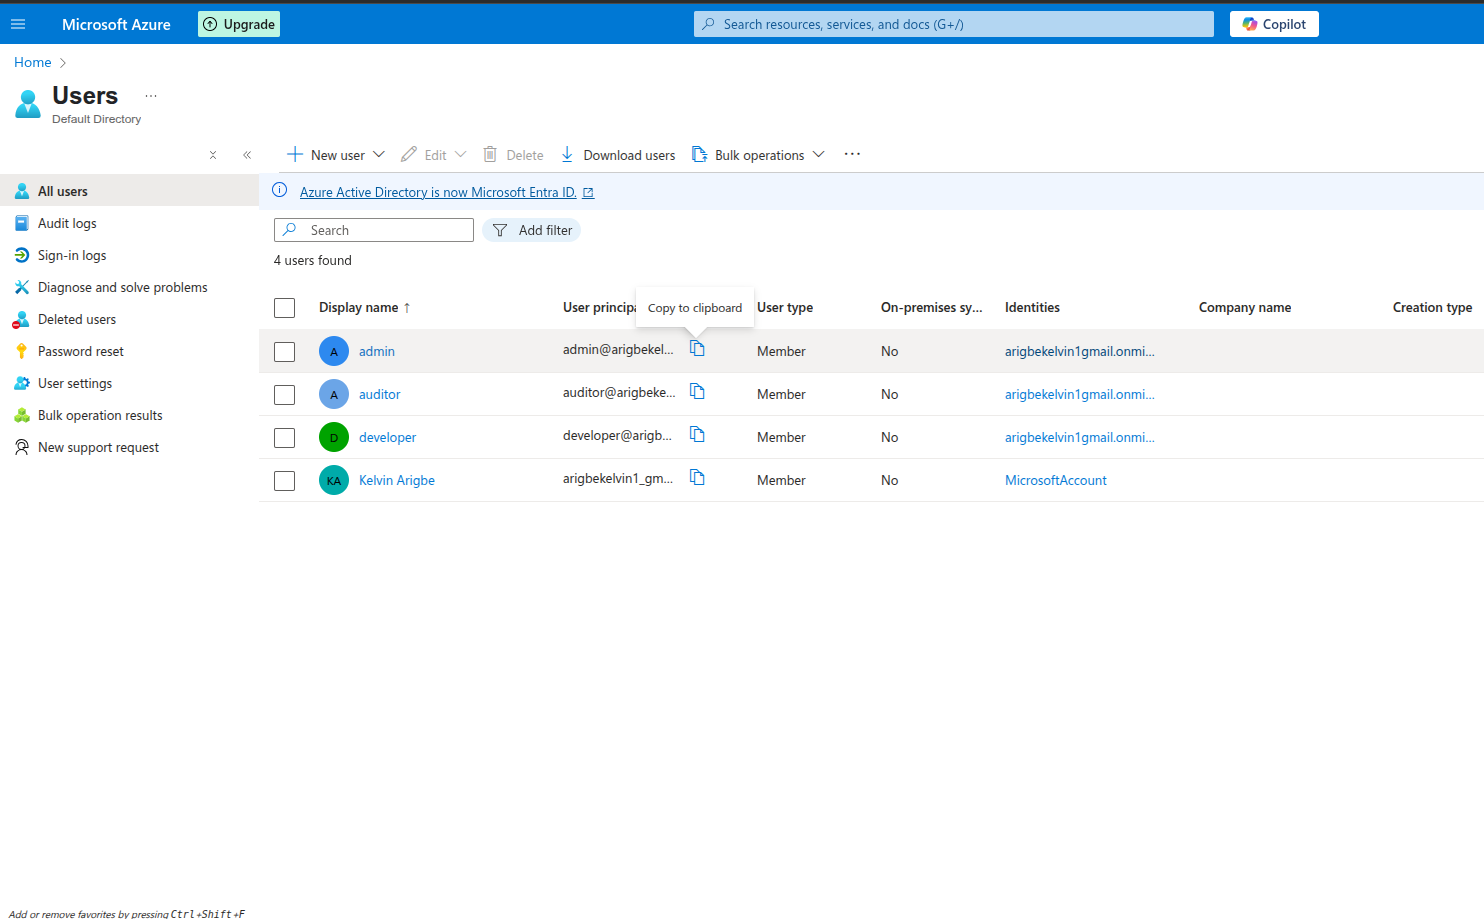 Microsoft Azure
Upgrade
Search resources, services, and docs (G+/)
Copilot
Home
Users
Default Directory
New user
Edit
Delete
Download users
Bulk operations
All users
Audit logs
Sign-in logs
Diagnose and solve problems
Deleted users
Password reset
User settings
Bulk operation results
New support request
Azure Active Directory is now Microsoft Entra ID.
Search
Add filter
4 users found
Copy to clipboard
Display name ↑ User principa User type On-premises sy... Identities Company name Creation type
A admin admin@arigbekel... Member No arigbekelvin1gmail.onmi...
A auditor auditor@arigbeke... Member No arigbekelvin1gmail.onmi...
D developer developer@arigb... Member No arigbekelvin1gmail.onmi...
KA Kelvin Arigbe arigbekelvin1_gm... Member No MicrosoftAccount
Add or remove favorites by pressing Ctrl+Shift+F